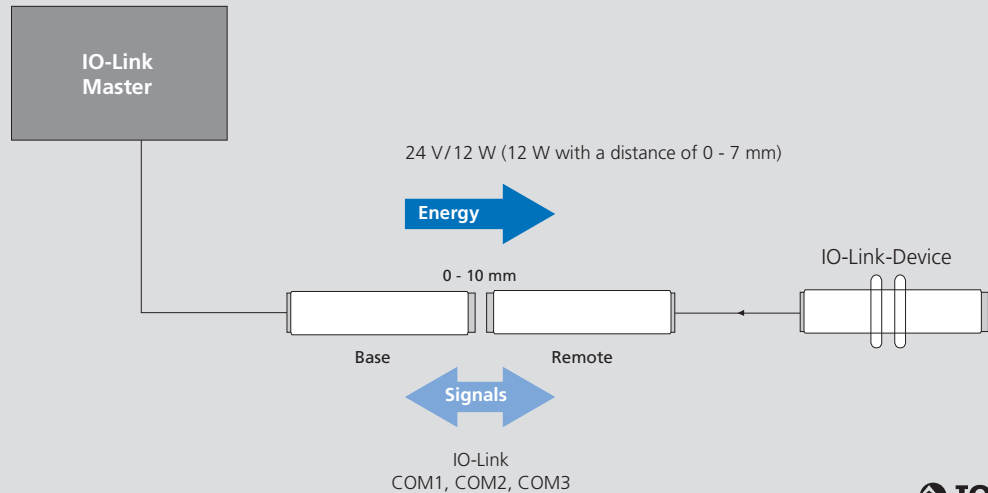 IO-Link
Master
24 V/12 W (12 W with a distance of 0 - 7 mm)
Energy
0 - 10 mm
IO-Link-Device
Base
Remote
Signals
IO-Link
COM1, COM2, COM3